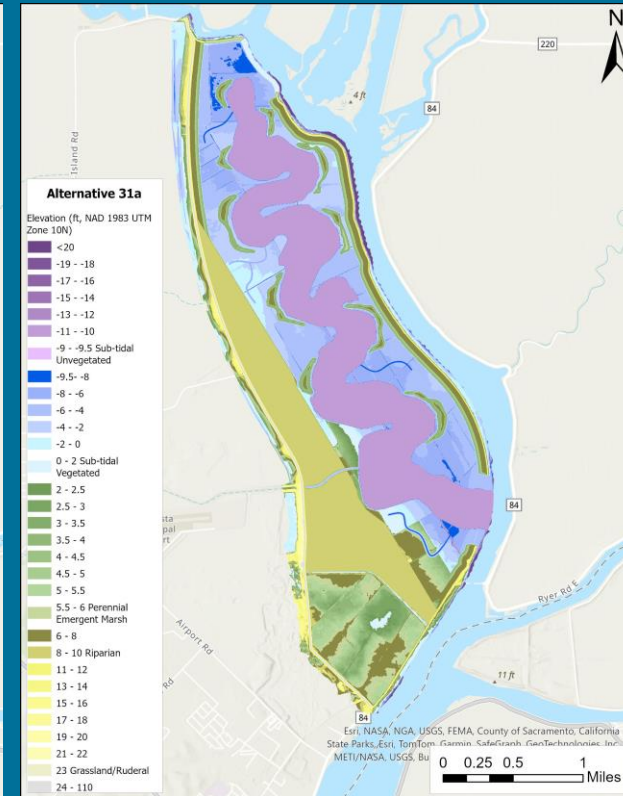 N
220
84
4 ft
Island Rd
Alternative 31a
Elevation (ft, NAD 1983 UTM
Zone 10N)
<20
-19 - -18
-17 - -16
-15 - -14
-13 - -12
-11 - -10
-9 - -9.5 Sub-tidal
Unvegetated
-9.5- -8
-8 - -6
-6 - -4
-4 - -2
-2 - 0
0 - 2 Sub-tidal
Vegetated
2 - 2.5
2.5 - 3
3 - 3.5
3.5 - 4
4 - 4.5
4.5 - 5
5 - 5.5
5.5 - 6 Perennial
Emergent Marsh
6 - 8
8 - 10 Riparian
11 - 12
13 - 14
15 - 16
17 - 18
19 - 20
21 - 22
23 Grassland/Ruderal
24 - 110
84
Airport Rd
Rd
Ryer Rd E
11 ft
84
Esri, NASA, NGA, USGS, FEMA, County of Sacramento, California
State Parks, Esri, TomTom, Garmin, SafeGraph, GeoTechnologies, Inc,
METI/NASA, USGS, Bu
0 0.25 0.5 1
Miles